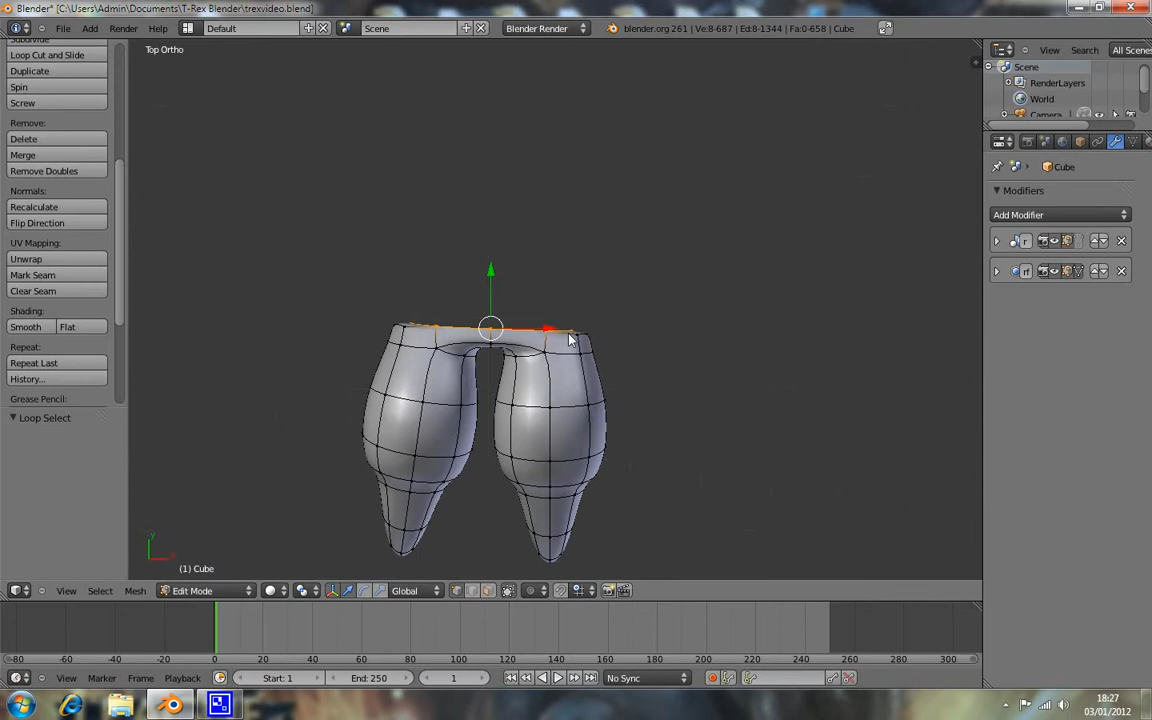 Blender* [C:\Users\Admin\Documents\T-Rex Blender\trexvideo.blend]
File Add Render Help Default Scene Blender Render blender.org 261 | Ve:8-687 | Ed:8-1344 | Fa:0-658 | Cube
Subdivide
Loop Cut and Slide
Duplicate
Spin
Screw
Remove:
Delete
Merge
Remove Doubles
Normals:
Recalculate
Flip Direction
UV Mapping:
Unwrap
Mark Seam
Clear Seam
Shading:
Smooth Flat
Repeat:
Repeat Last
History...
Grease Pencil:
Loop Select
Top Ortho
y
x
(1) Cube
View Search All Scenes
Scene
RenderLayers
World
Camera
Cube
Modifiers
Add Modifier
r
rf
View Select Mesh Edit Mode Global
-80 -60 -40 -20 0 20 40 60 80 100 120 140 160 180 200 220 240 260 280 300
View Marker Frame Playback Start: 1 End: 250 1 No Sync
18:27
03/01/2012